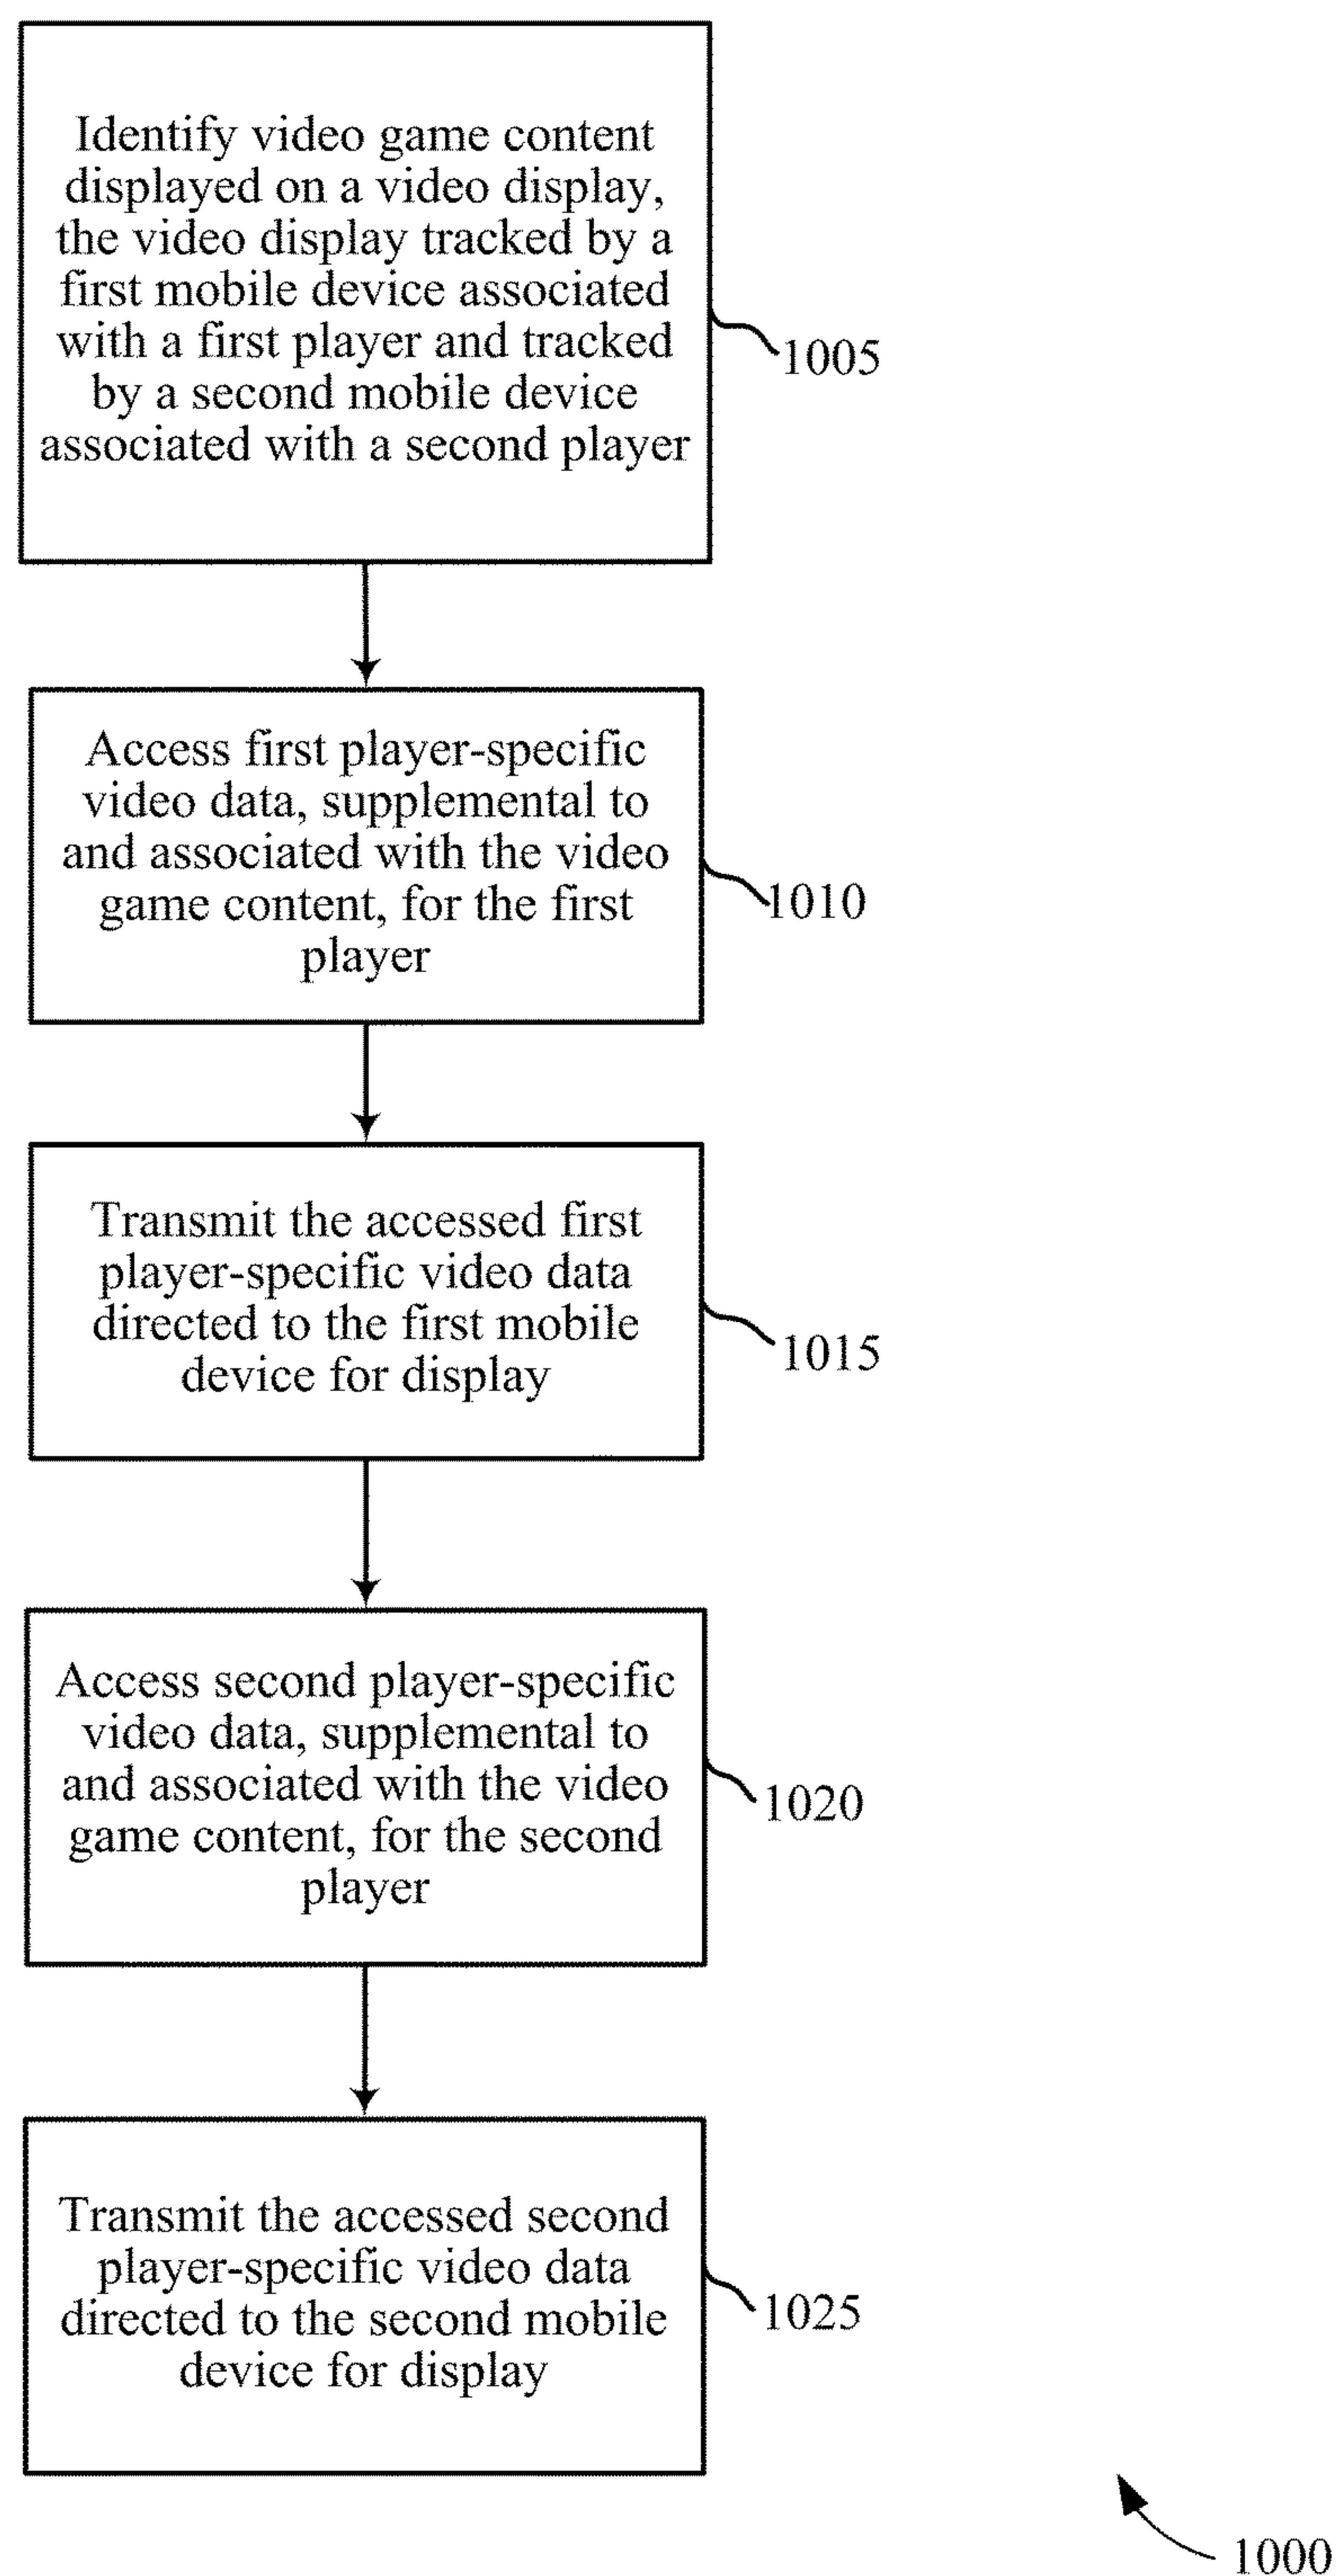 Identify video game content
displayed on a video display,
the video display tracked by a
first mobile device associated
with a first player and tracked
by a second mobile device
associated with a second player
1005
Access first player-specific
video data, supplemental to
and associated with the video
game content, for the first
player
1010
Transmit the accessed first
player-specific video data
directed to the first mobile
device for display
1015
Access second player-specific
video data, supplemental to
and associated with the video
game content, for the second
player
1020
Transmit the accessed second
player-specific video data
directed to the second mobile
device for display
1025
1000